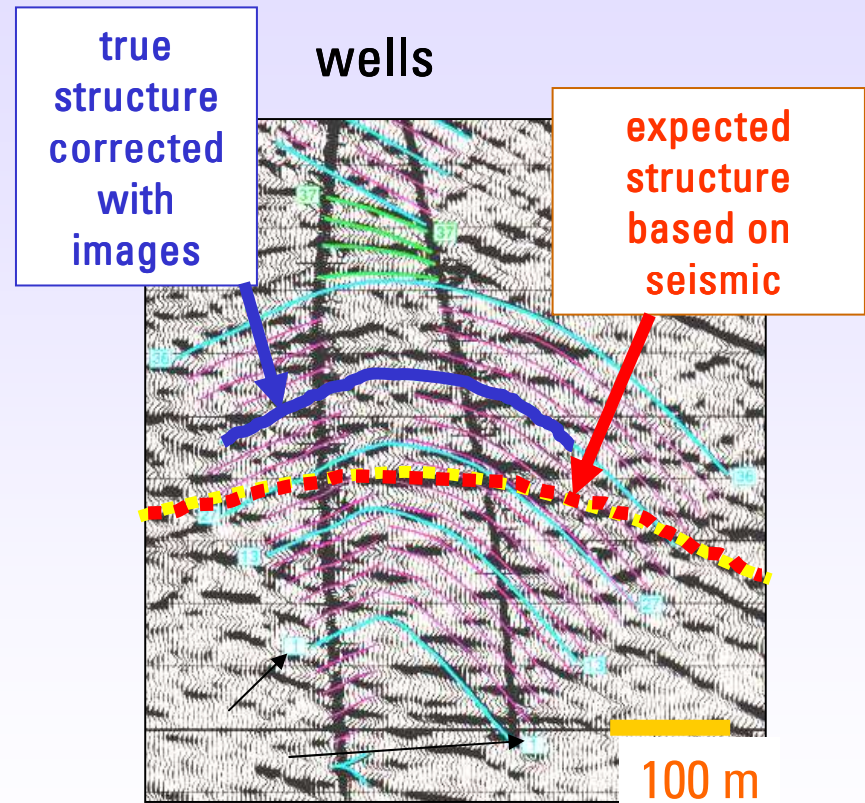 true
structure
corrected
with
images
wells
expected
structure
based on
seismic
37
37
36
36
13
27
13
11
100 m